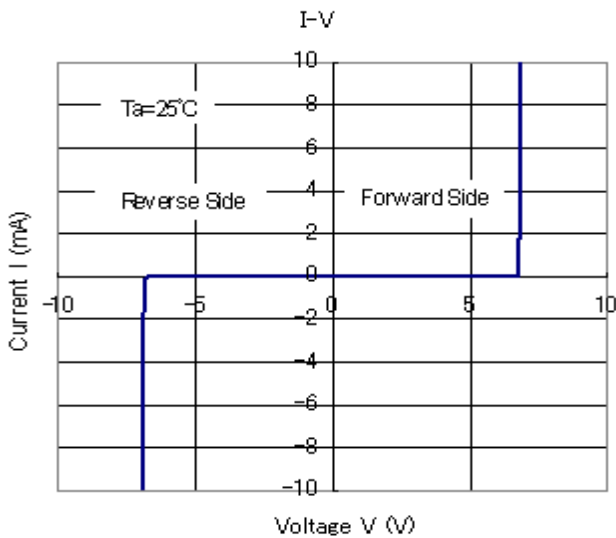 I-V
10
8
Ta=25℃
6
4
Reverse Side
Forward Side
2
0
-10
-5
0
5
10
-2
-4
-6
-8
-10
Current I (mA)
Voltage V (V)